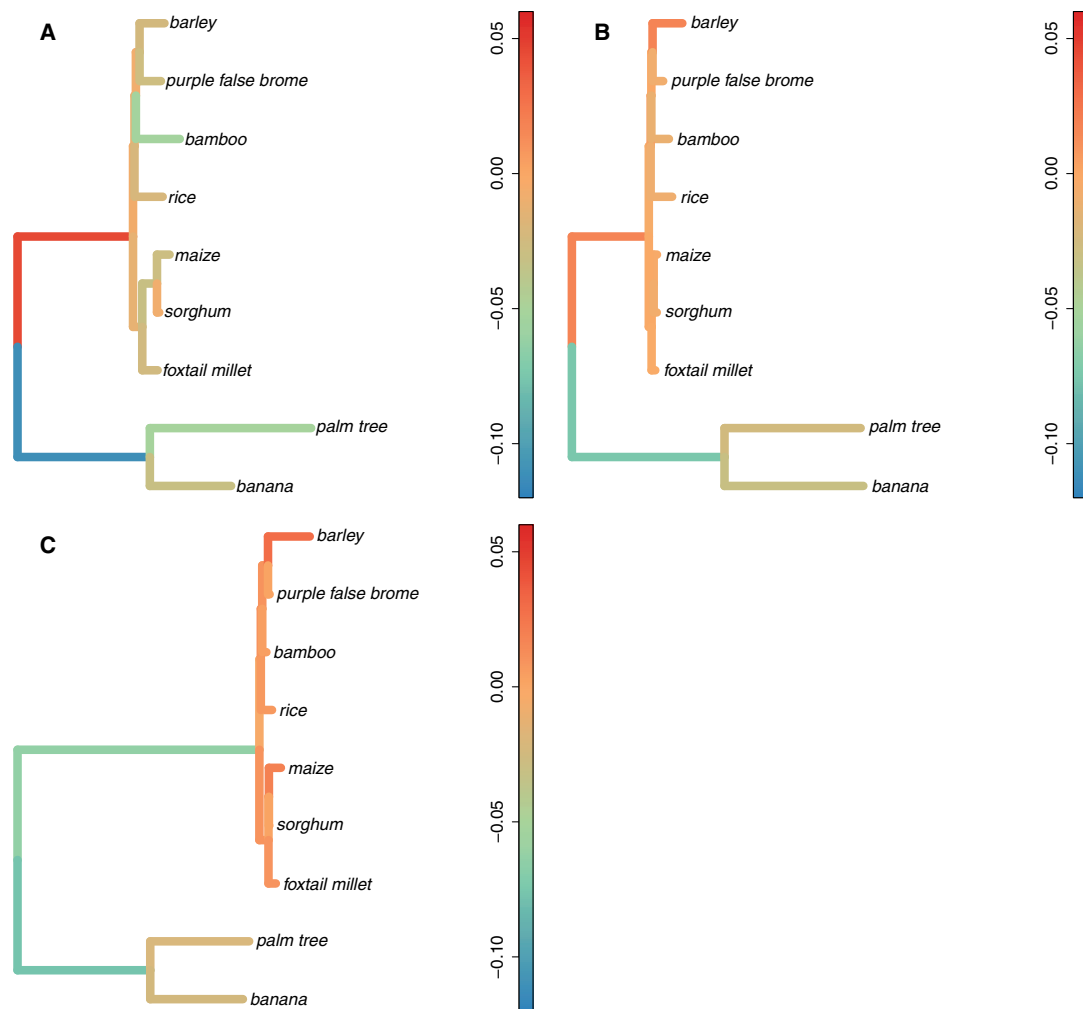 A
barley
purple false brome
bamboo
rice
maize
sorghum
foxtail millet
palm tree
banana
0.05
0.00
−0.05
−0.10
B
barley
purple false brome
bamboo
rice
maize
sorghum
foxtail millet
palm tree
banana
0.05
0.00
−0.05
−0.10
C
barley
purple false brome
bamboo
rice
maize
sorghum
foxtail millet
palm tree
banana
0.05
0.00
−0.05
−0.10